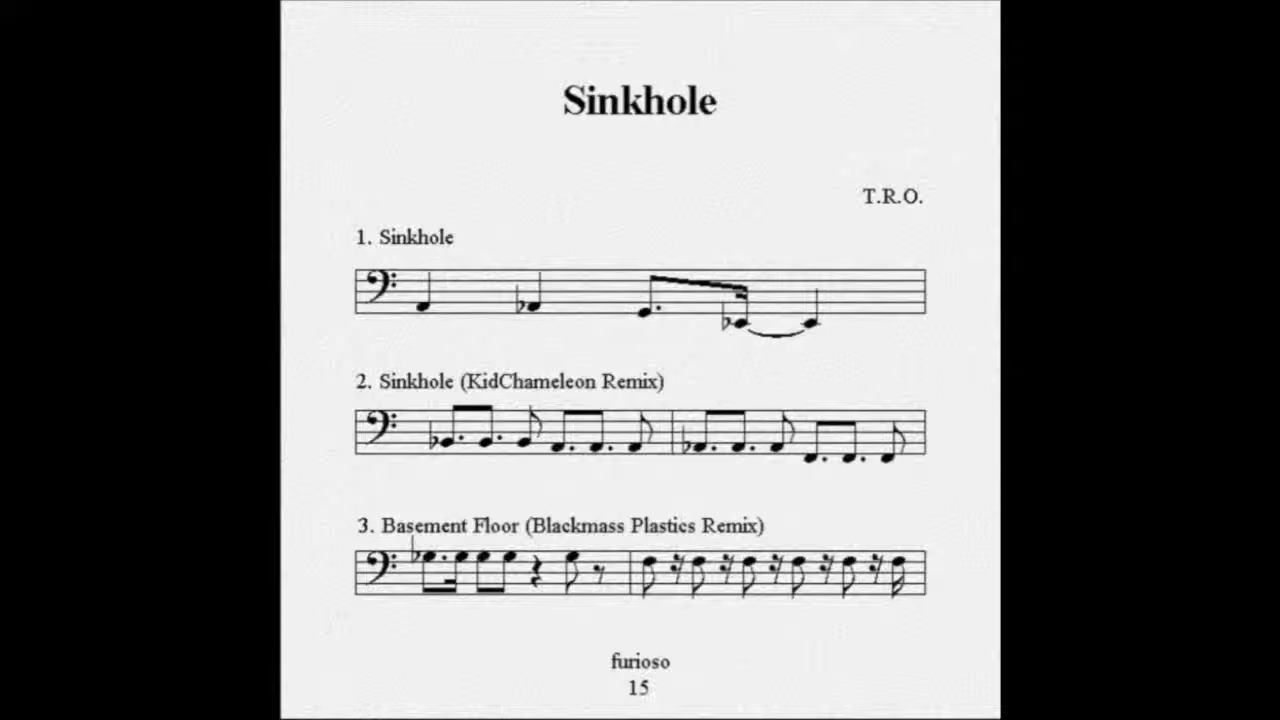 Sinkhole
T.R.O.
1. Sinkhole
2. Sinkhole (KidChameleon Remix)
3. Basement Floor (Blackmass Plastics Remix)
furioso
15